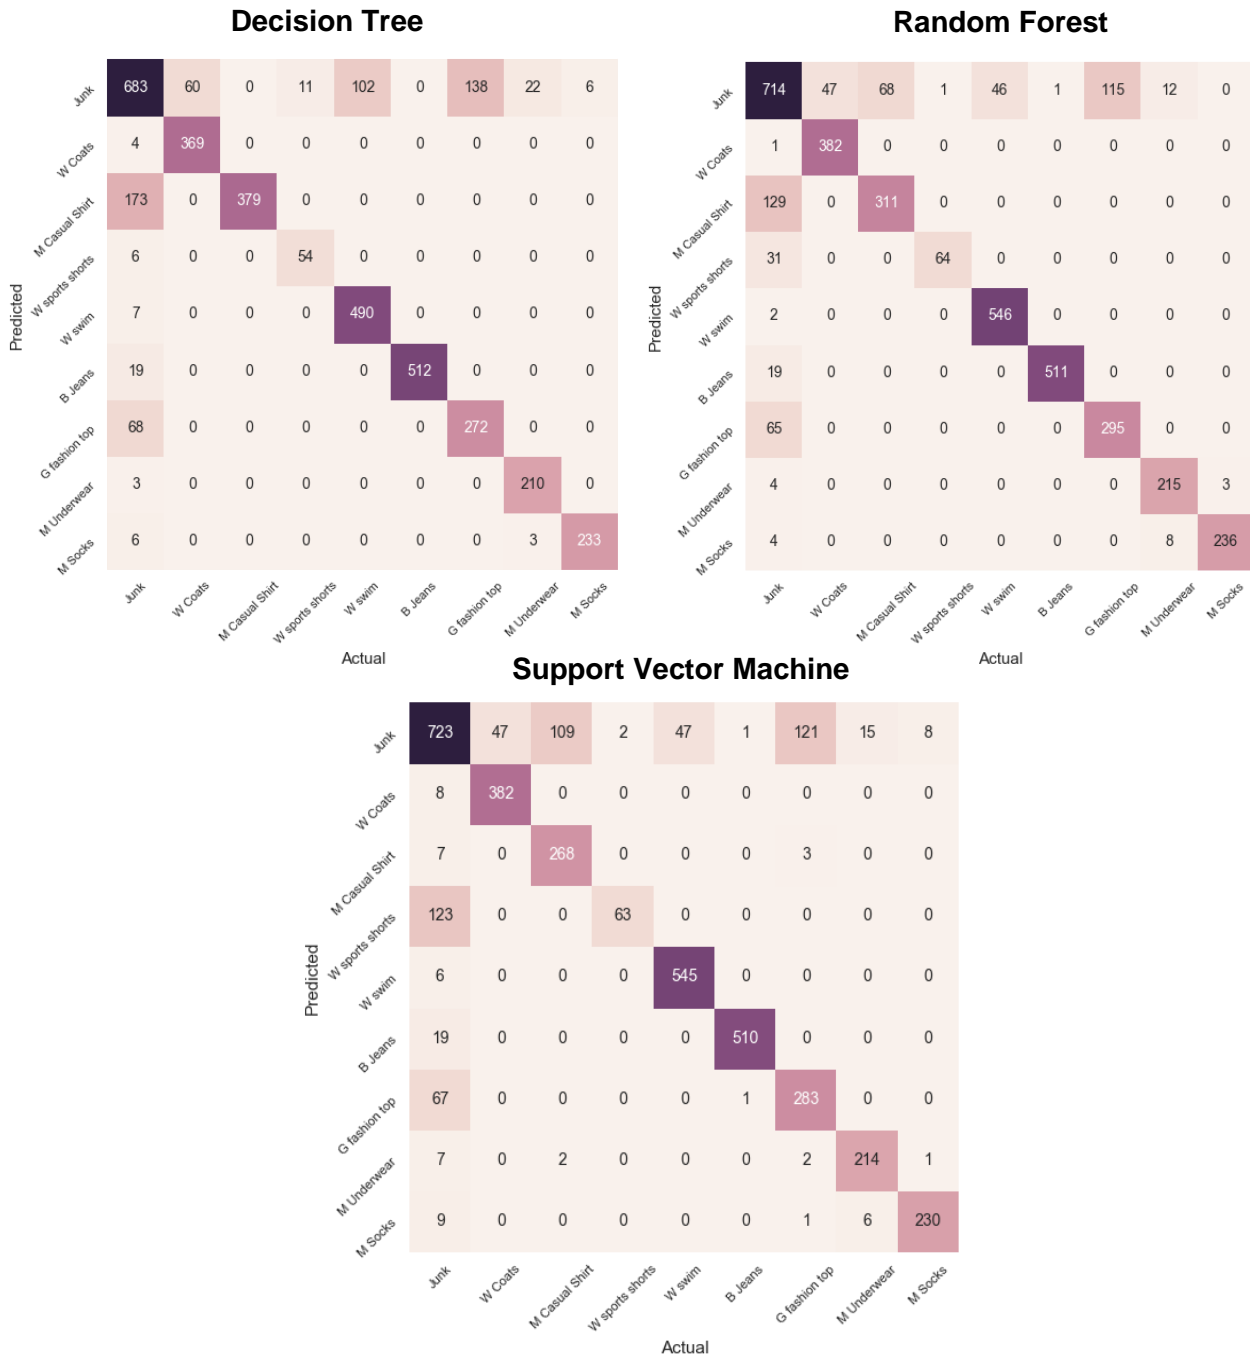 Decision Tree
Junk 683 60 0 11 102 0 138 22 6
W Coats 4 369 0 0 0 0 0 0 0
M Casual Shirt 173 0 379 0 0 0 0 0 0
W sports shorts 6 0 0 54 0 0 0 0 0
W swim 7 0 0 0 490 0 0 0 0
B Jeans 19 0 0 0 0 512 0 0 0
G fashion top 68 0 0 0 0 0 272 0 0
M Underwear 3 0 0 0 0 0 0 210 0
M Socks 6 0 0 0 0 0 0 3 233
Junk W Coats M Casual Shirt W sports shorts W swim B Jeans G fashion top M Underwear M Socks
Predicted
Actual
Random Forest
Junk 714 47 68 1 46 1 115 12 0
W Coats 1 382 0 0 0 0 0 0 0
M Casual Shirt 129 0 311 0 0 0 0 0 0
W sports shorts 31 0 0 64 0 0 0 0 0
W swim 2 0 0 0 546 0 0 0 0
B Jeans 19 0 0 0 0 511 0 0 0
G fashion top 65 0 0 0 0 0 295 0 0
M Underwear 4 0 0 0 0 0 0 215 3
M Socks 4 0 0 0 0 0 0 8 236
Junk W Coats M Casual Shirt W sports shorts W swim B Jeans G fashion top M Underwear M Socks
Predicted
Actual
Support Vector Machine
Junk 723 47 109 2 47 1 121 15 8
W Coats 8 382 0 0 0 0 0 0 0
M Casual Shirt 7 0 268 0 0 0 3 0 0
W sports shorts 123 0 0 63 0 0 0 0 0
W swim 6 0 0 0 545 0 0 0 0
B Jeans 19 0 0 0 0 510 0 0 0
G fashion top 67 0 0 0 0 1 283 0 0
M Underwear 7 0 2 0 0 0 2 214 1
M Socks 9 0 0 0 0 0 1 6 230
Junk W Coats M Casual Shirt W sports shorts W swim B Jeans G fashion top M Underwear M Socks
Predicted
Actual